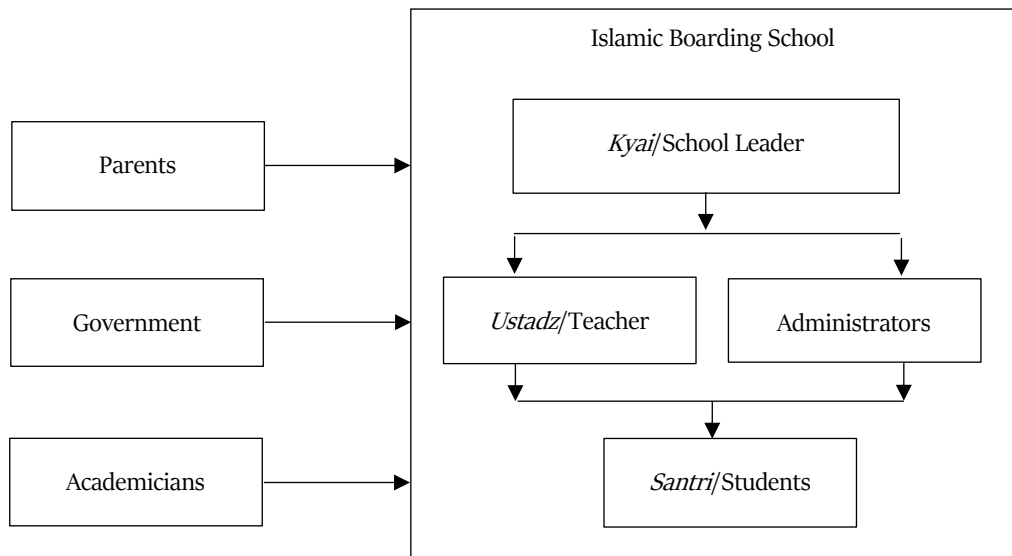 Islamic Boarding School
Kyai/School Leader
Parents
Ustadz/Teacher
Administrators
Government
Santri/Students
Academicians